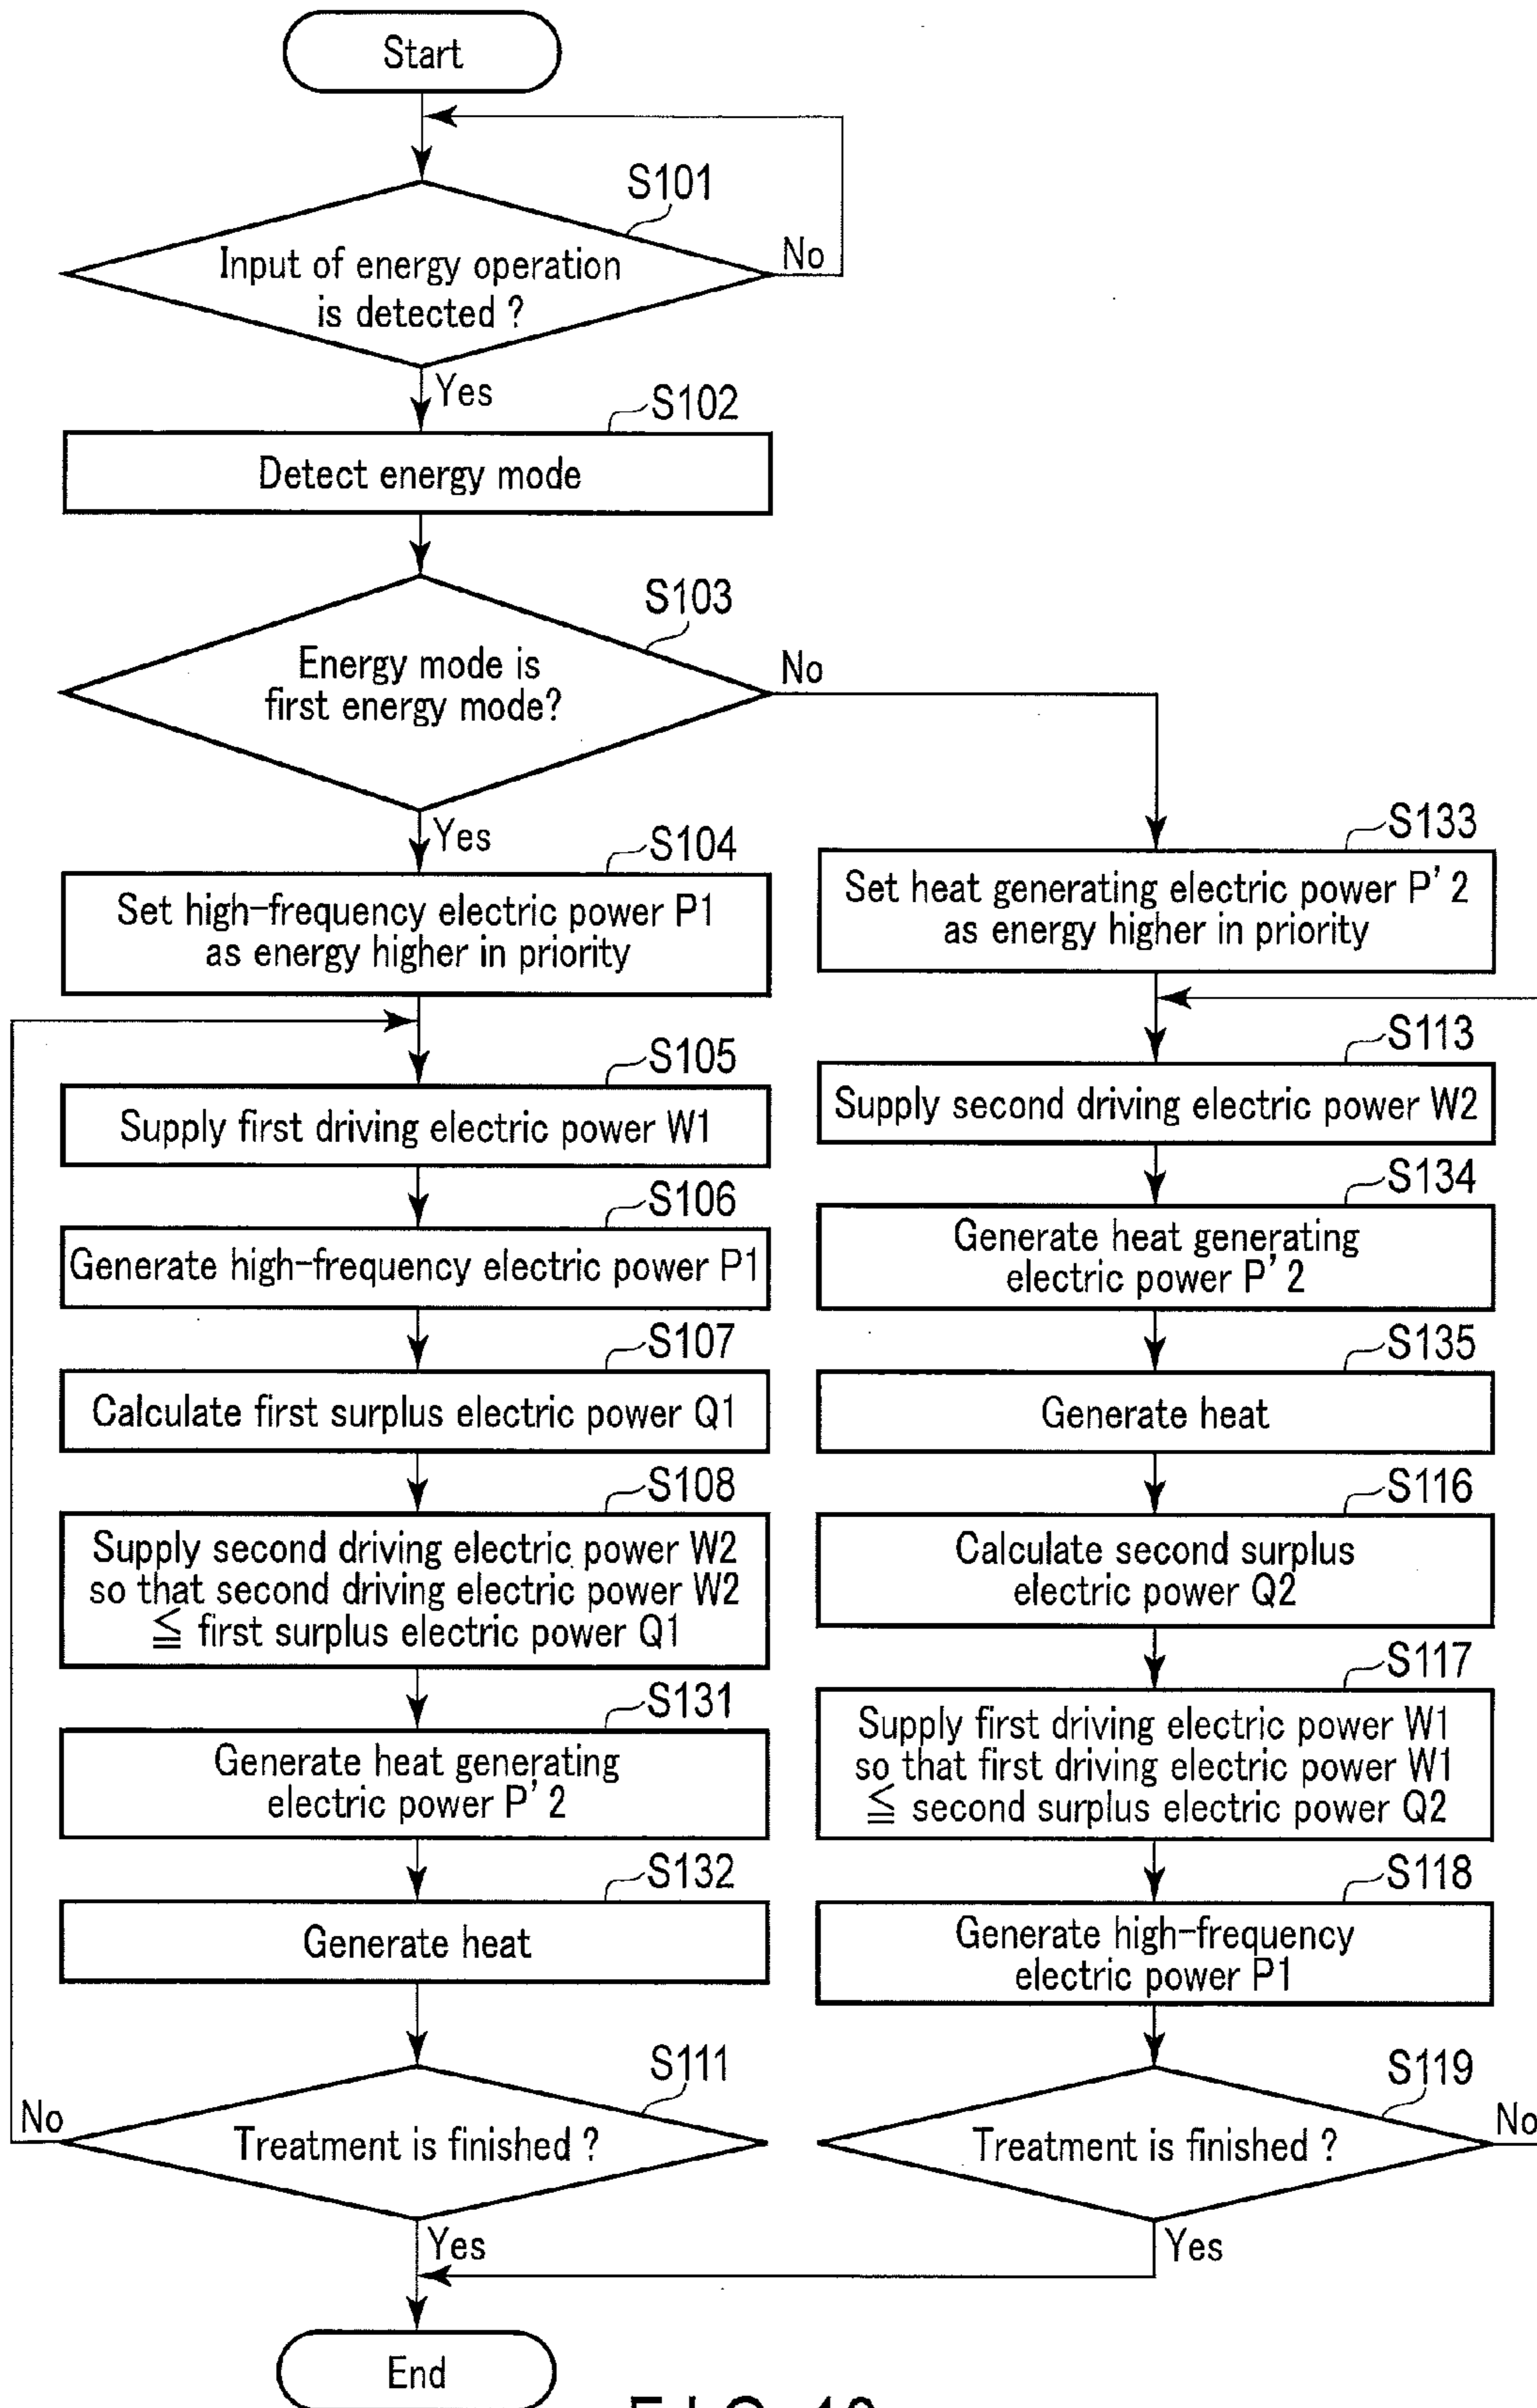 Start
S101
Input of energy operation
is detected ?
No
Yes
S102
Detect energy mode
S103
Energy mode is
first energy mode?
No
Yes
S104
Set high-frequency electric power P1
as energy higher in priority
S105
Supply first driving electric power W1
S106
Generate high-frequency electric power P1
S107
Calculate first surplus electric power Q1
S108
Supply second driving electric power W2
so that second driving electric power W2
≦ first surplus electric power Q1
S131
Generate heat generating
electric power P' 2
S132
Generate heat
S111
Treatment is finished ?
No
Yes
S133
Set heat generating electric power P' 2
as energy higher in priority
S113
Supply second driving electric power W2
S134
Generate heat generating
electric power P' 2
S135
Generate heat
S116
Calculate second surplus
electric power Q2
S117
Supply first driving electric power W1
so that first driving electric power W1
≦ second surplus electric power Q2
S118
Generate high-frequency
electric power P1
S119
Treatment is finished ?
No
Yes
End